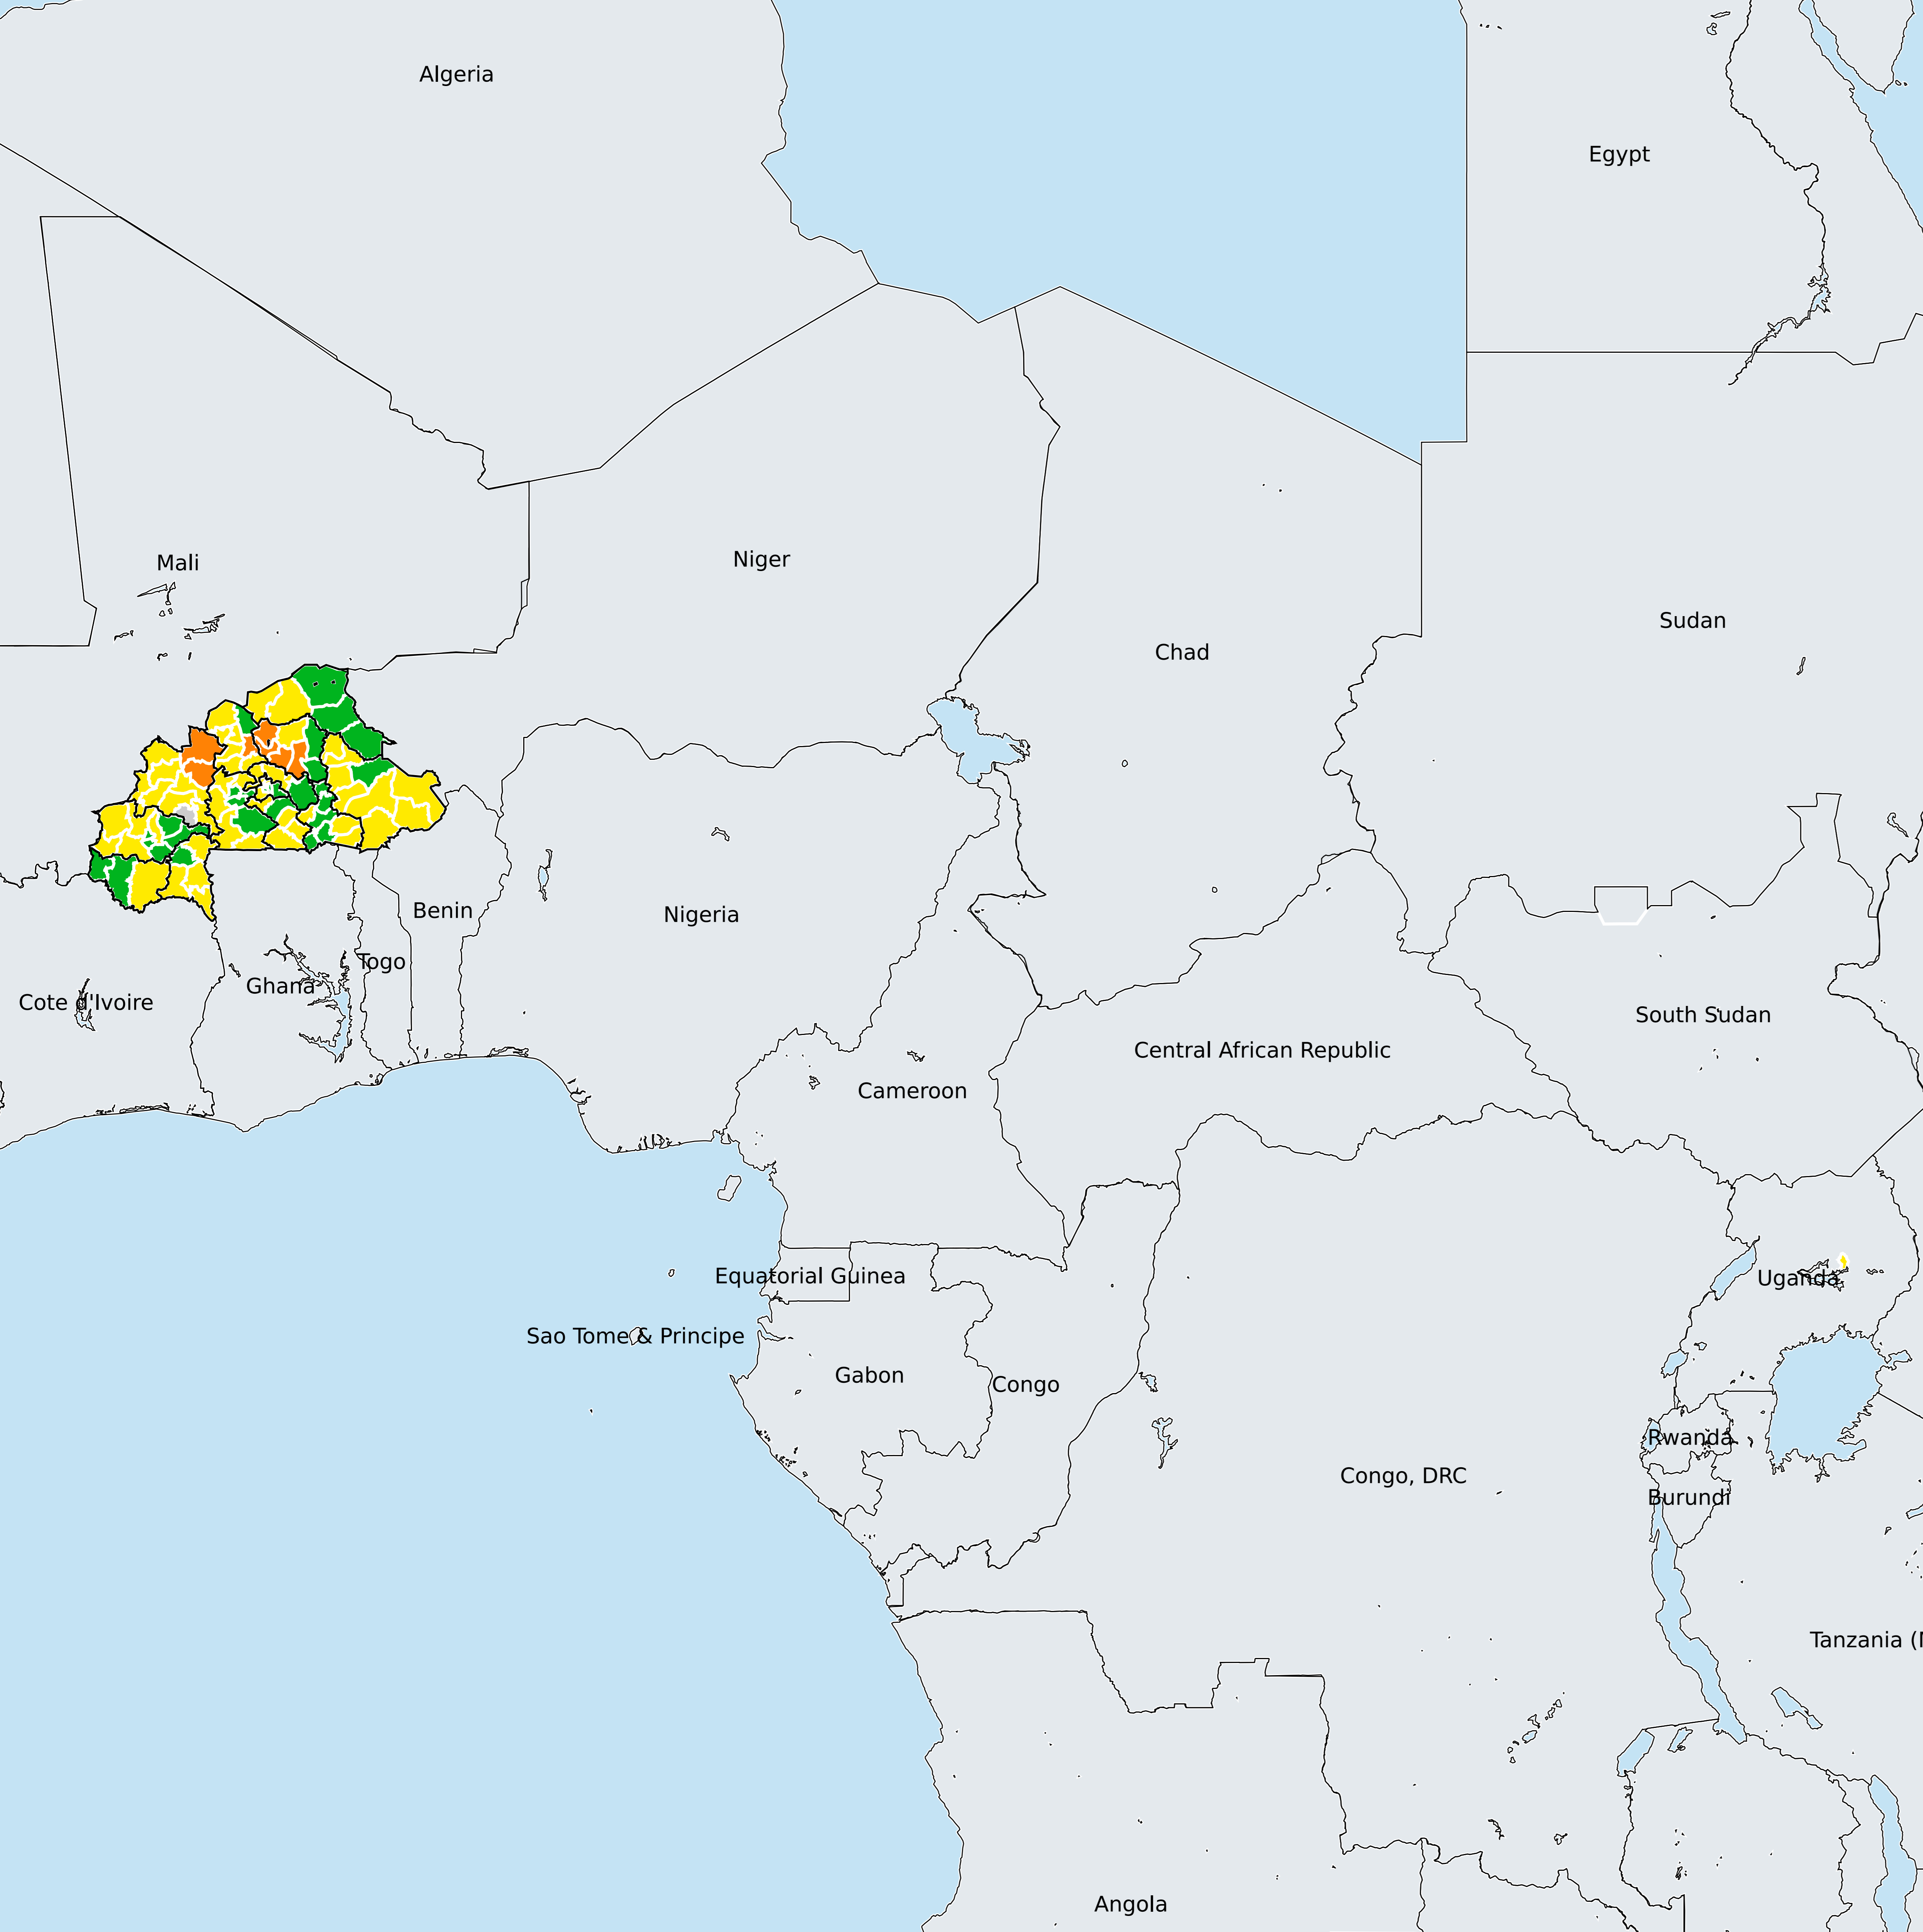 Algeria
Egypt
Mali
Niger
Sudan
Chad
Benin
Nigeria
Togo
Ghana
Cote d'Ivoire
South Sudan
Central African Republic
Cameroon
Equatorial Guinea
Uganda
Sao Tome & Principe
Gabon
Congo
Rwanda
Congo, DRC
Burundi
Tanzania (
Angola